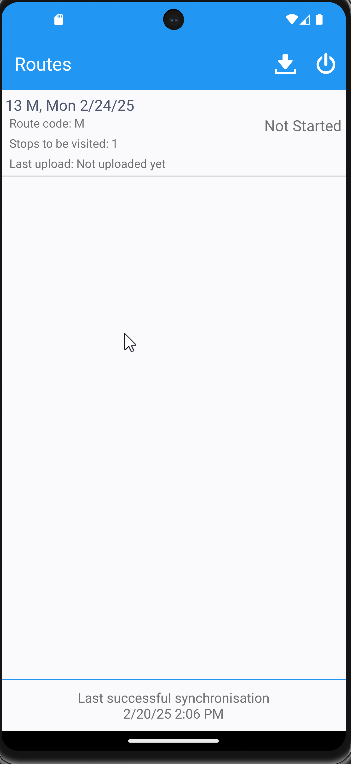 Routes
13 M, Mon 2/24/25
Route code: M
Not Started
Stops to be visited: 1
Last upload: Not uploaded yet
Last successful synchronisation
2/20/25 2:06 PM